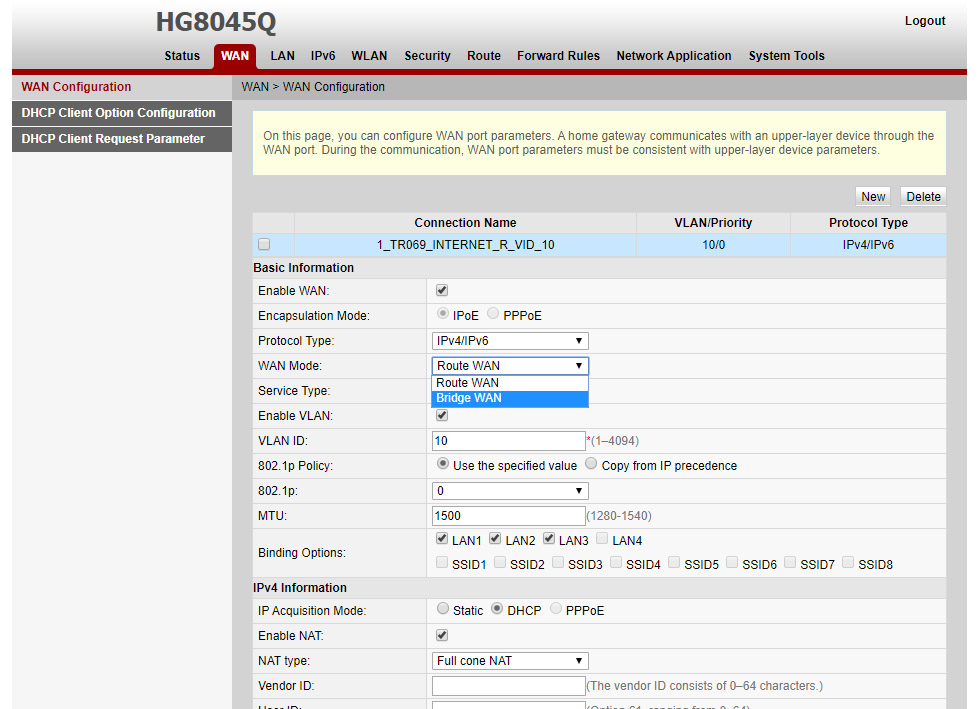 HG8045Q
Logout
Status WAN LAN IPv6 WLAN Security Route Forward Rules Network Application System Tools
WAN Configuration
WAN > WAN Configuration
DHCP Client Option Configuration
DHCP Client Request Parameter
On this page, you can configure WAN port parameters. A home gateway communicates with an upper-layer device through the
WAN port. During the communication, WAN port parameters must be consistent with upper-layer device parameters.
New Delete
Connection Name VLAN/Priority Protocol Type
1_TR069_INTERNET_R_VID_10 10/0 IPv4/IPv6
Basic Information
Enable WAN:
Encapsulation Mode: IPoE PPPoE
Protocol Type: IPv4/IPv6
WAN Mode: Route WAN
Route WAN
Service Type:
Bridge WAN
Enable VLAN:
VLAN ID: 10 *(1–4094)
802.1p Policy: Use the specified value Copy from IP precedence
802.1p: 0
MTU: 1500 (1280-1540)
Binding Options: LAN1 LAN2 LAN3 LAN4
SSID1 SSID2 SSID3 SSID4 SSID5 SSID6 SSID7 SSID8
IPv4 Information
IP Acquisition Mode: Static DHCP PPPoE
Enable NAT:
NAT type: Full cone NAT
Vendor ID: (The vendor ID consists of 0–64 characters.)
User ID: (Option 61, ranging from 0–64)